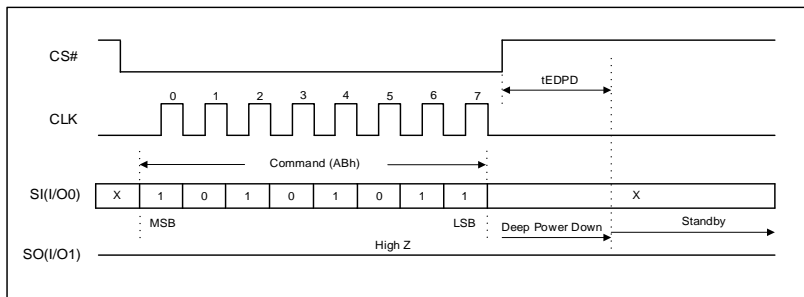 CS#
tEDPD
0 1 2 3 4 5 6 7
CLK
Command (ABh)
SI(I/O0) X 1 0 1 0 1 0 1 1 X
MSB LSB Deep Power Down Standby
High Z
SO(I/O1)